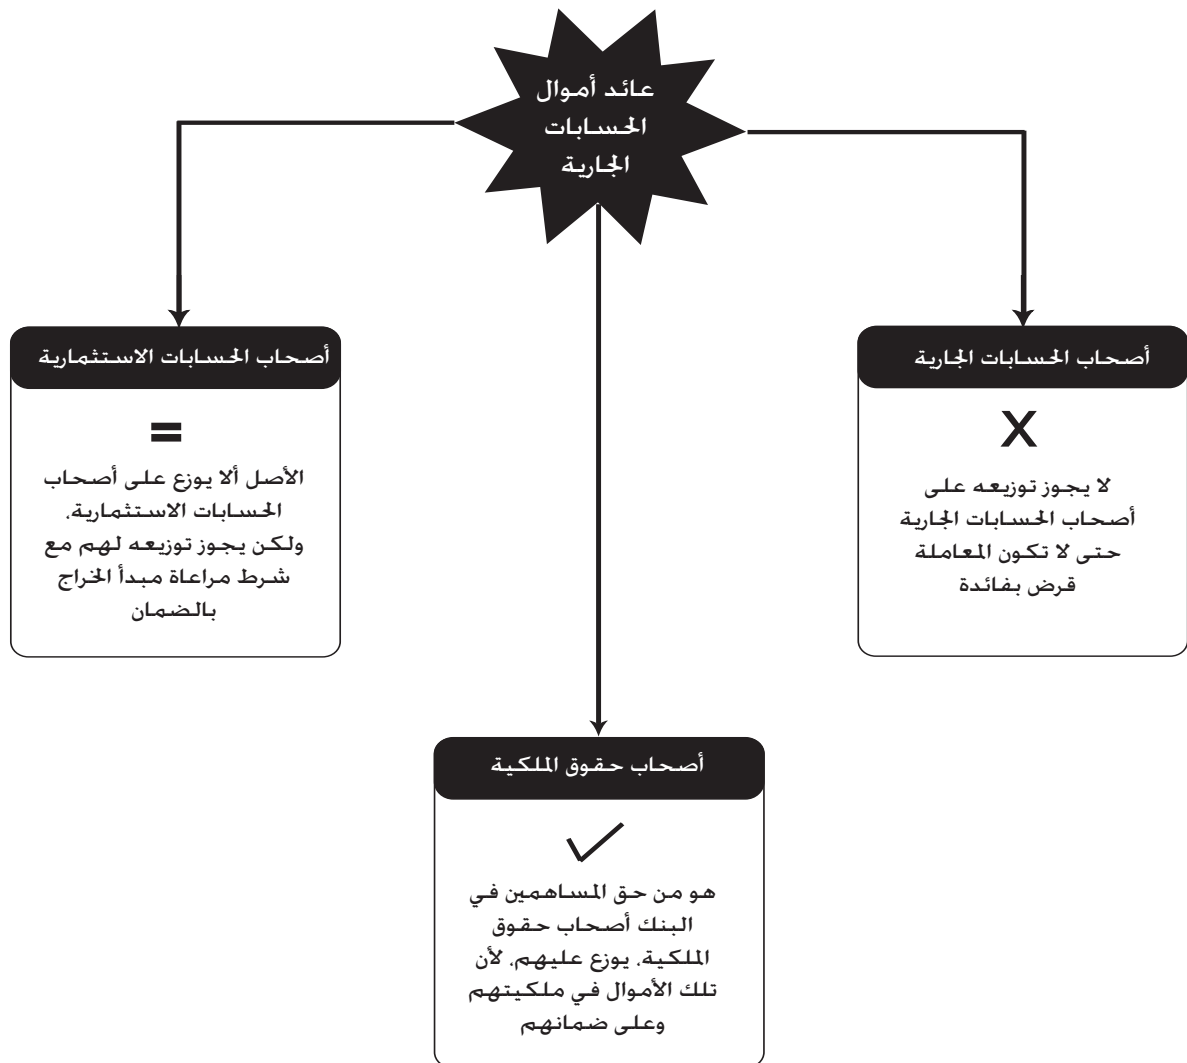 عائد أموال
الحسابات
الجارية
أصحاب الحسابات الجارية
X
لا يجوز توزيعه على
أصحاب الحسابات الجارية
حتى لا تكون المعاملة
قرض بفائدة
أصحاب الحسابات الاستثمارية
=
الأصل ألا يوزع على أصحاب
الحسابات الاستثمارية،
ولكن يجوز توزيعه لهم مع
شرط مراعاة مبدأ الخراج
بالضمان
أصحاب حقوق الملكية
✓
هو من حق المساهمين في
البنك أصحاب حقوق
الملكية، يوزع عليهم، لأن
تلك الأموال في ملكيتهم
وعلى ضمانهم